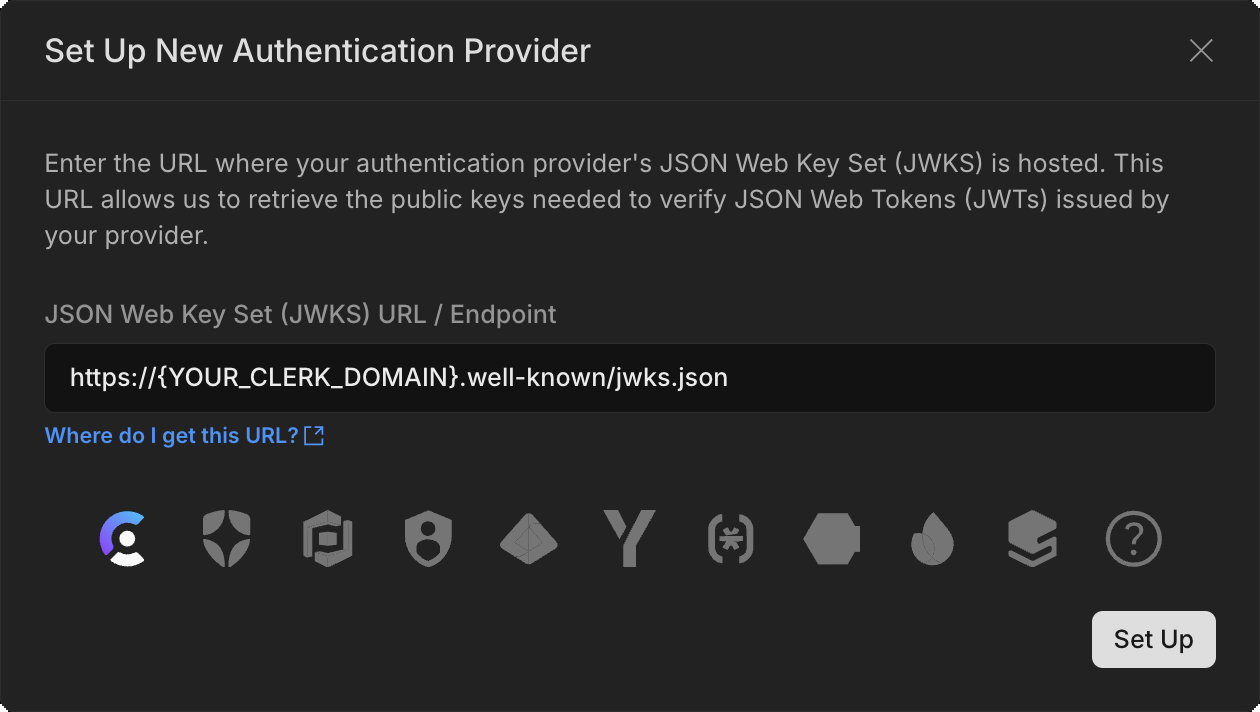 Set Up New Authentication Provider
Enter the URL where your authentication provider's JSON Web Key Set (JWKS) is hosted. This
URL allows us to retrieve the public keys needed to verify JSON Web Tokens (JWTs) issued by
your provider.
JSON Web Key Set (JWKS) URL / Endpoint
https://{YOUR_CLERK_DOMAIN}.well-known/jwks.json
Where do I get this URL?
Set Up